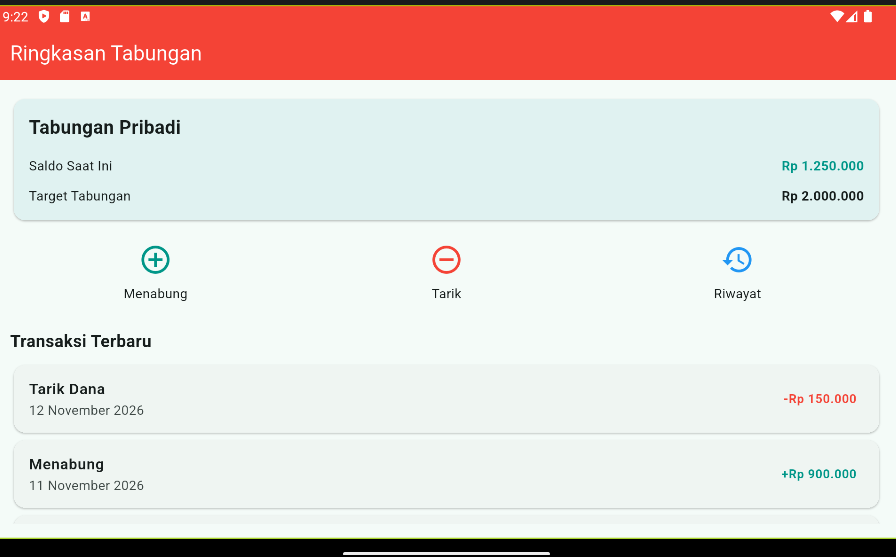 9:22
Ringkasan Tabungan
Tabungan Pribadi
Saldo Saat Ini Rp 1.250.000
Target Tabungan Rp 2.000.000
Menabung Tarik Riwayat
Transaksi Terbaru
Tarik Dana
12 November 2026
-Rp 150.000
Menabung
11 November 2026
+Rp 900.000